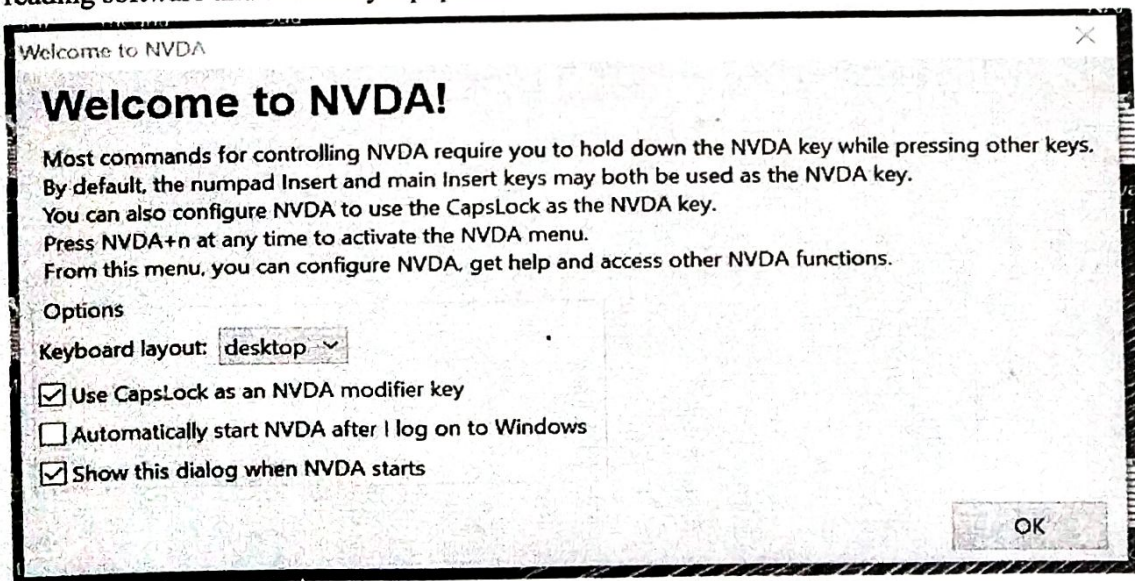 Welcome to NVDA
Welcome to NVDA!
Most commands for controlling NVDA require you to hold down the NVDA key while pressing other keys.
By default, the numpad Insert and main Insert keys may both be used as the NVDA key.
You can also configure NVDA to use the CapsLock as the NVDA key.
Press NVDA+n at any time to activate the NVDA menu.
From this menu, you can configure NVDA, get help and access other NVDA functions.
Options
Keyboard layout: desktop
Use CapsLock as an NVDA modifier key
Automatically start NVDA after I log on to Windows
Show this dialog when NVDA starts
OK